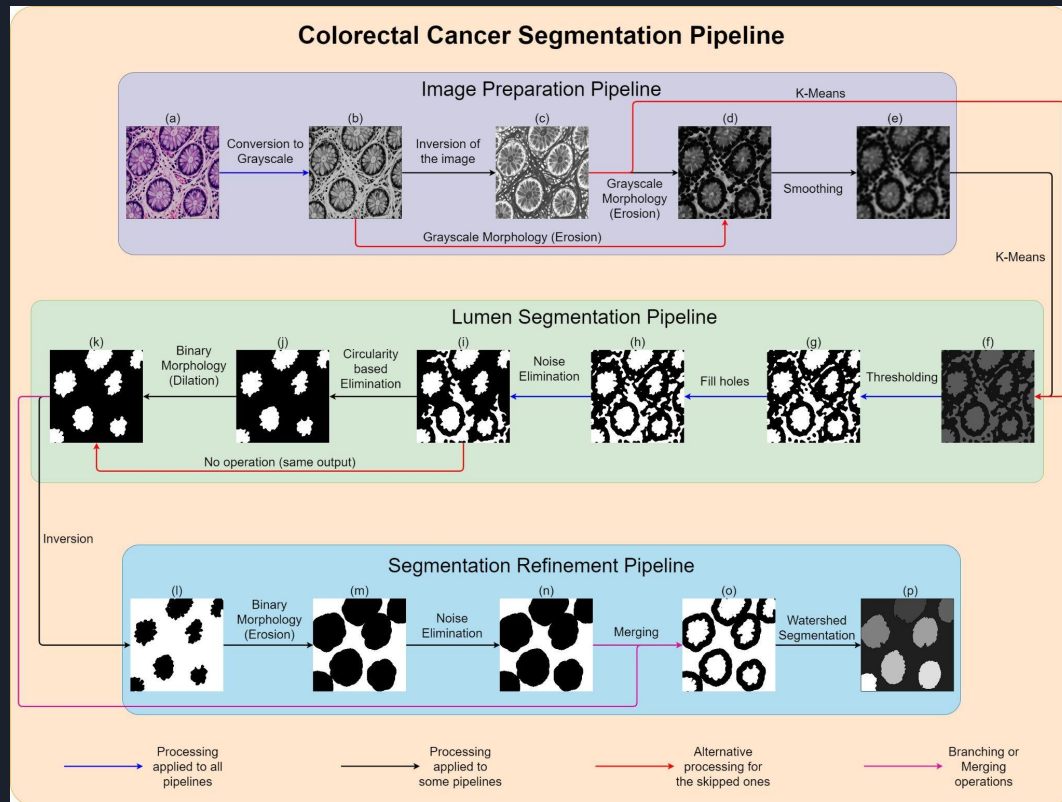 Colorectal Cancer Segmentation Pipeline
Image Preparation Pipeline
K-Means
(a)
(b)
(c)
(d)
(e)
Conversion to
Grayscale
Inversion of
the image
Grayscale
Morphology
(Erosion)
Smoothing
Grayscale Morphology (Erosion)
K-Means
Lumen Segmentation Pipeline
(k)
(j)
(i)
(h)
(g)
(f)
Binary
Morphology
(Dilation)
Circularity
based
Elimination
Noise
Elimination
Fill holes
Thresholding
No operation (same output)
Inversion
Segmentation Refinement Pipeline
(l)
(m)
(n)
(o)
(p)
Binary
Morphology
(Erosion)
Noise
Elimination
Merging
Watershed
Segmentation
Processing
applied to all
pipelines
Processing
applied to
some pipelines
Alternative
processing for
the skipped ones
Branching or
Merging
operations